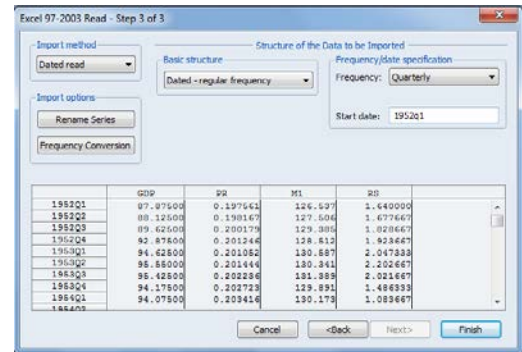 Excel 97-2003 Read - Step 3 of 3
Import method
Dated read
Import options
Rename Series
Frequency Conversion
Structure of the Data to be Imported
Basic structure
Dated - regular frequency
Frequency/date specification
Frequency: Quarterly
Start date: 1952q1
GDP PR M1 RS
1952Q1 87.87500 0.197561 126.537 1.640000
1952Q2 88.12500 0.198167 127.506 1.677667
1952Q3 89.62500 0.200179 129.385 1.828667
1952Q4 92.87500 0.201246 128.512 1.923667
1953Q1 94.62500 0.201052 130.587 2.047333
1953Q2 95.55000 0.201444 130.341 2.202667
1953Q3 95.42500 0.202236 131.389 2.021667
1953Q4 94.17500 0.202723 129.891 1.486333
1954Q1 94.07500 0.203416 130.173 1.083667
1954Q2
Cancel <Back Next> Finish